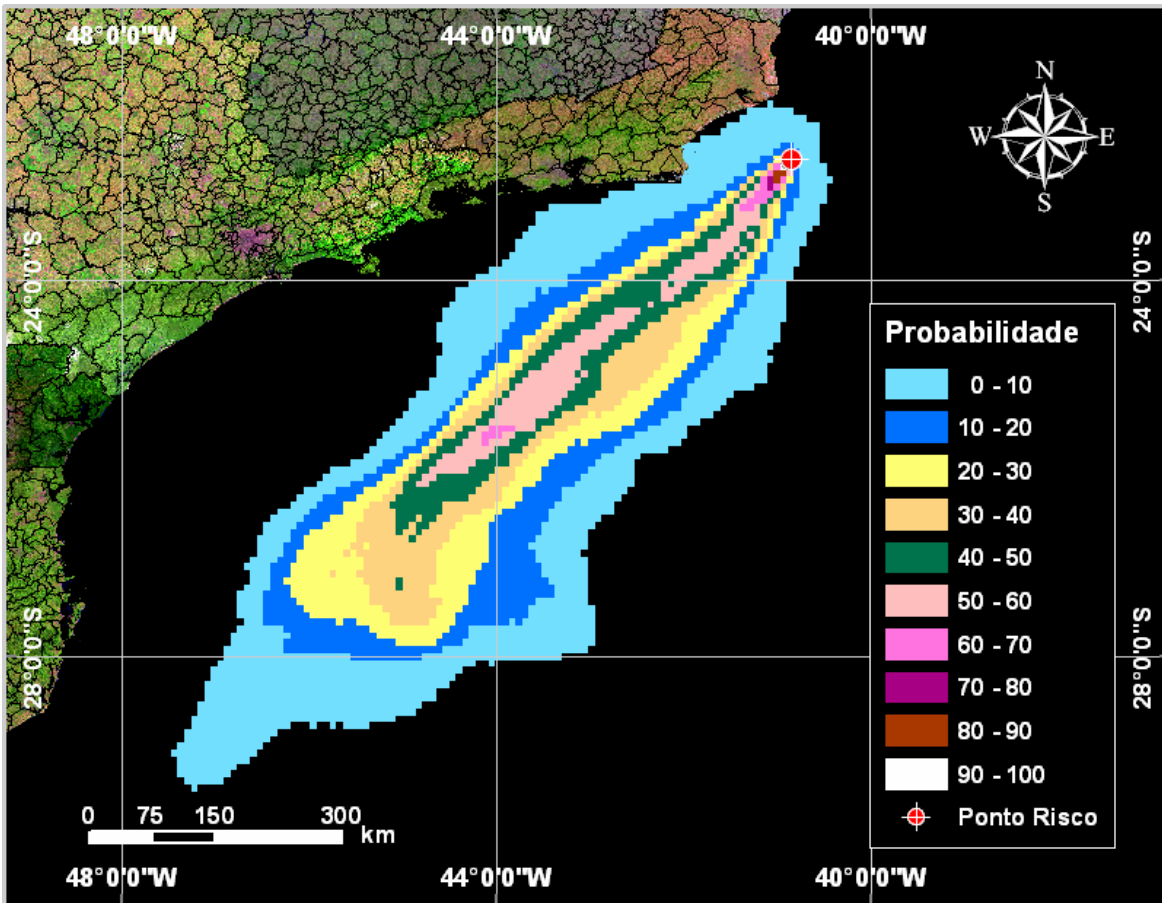 48°0'0"W 44°0'0"W 40°0'0"W
N
W E
S
24°0'0"S 24°0'0"S
Probabilidade
0 - 10
10 - 20
20 - 30
30 - 40
40 - 50
50 - 60
60 - 70
70 - 80
80 - 90
90 - 100
Ponto Risco
28°0'0"S 28°0'0"S
0 75 150 300
km
48°0'0"W 44°0'0"W 40°0'0"W